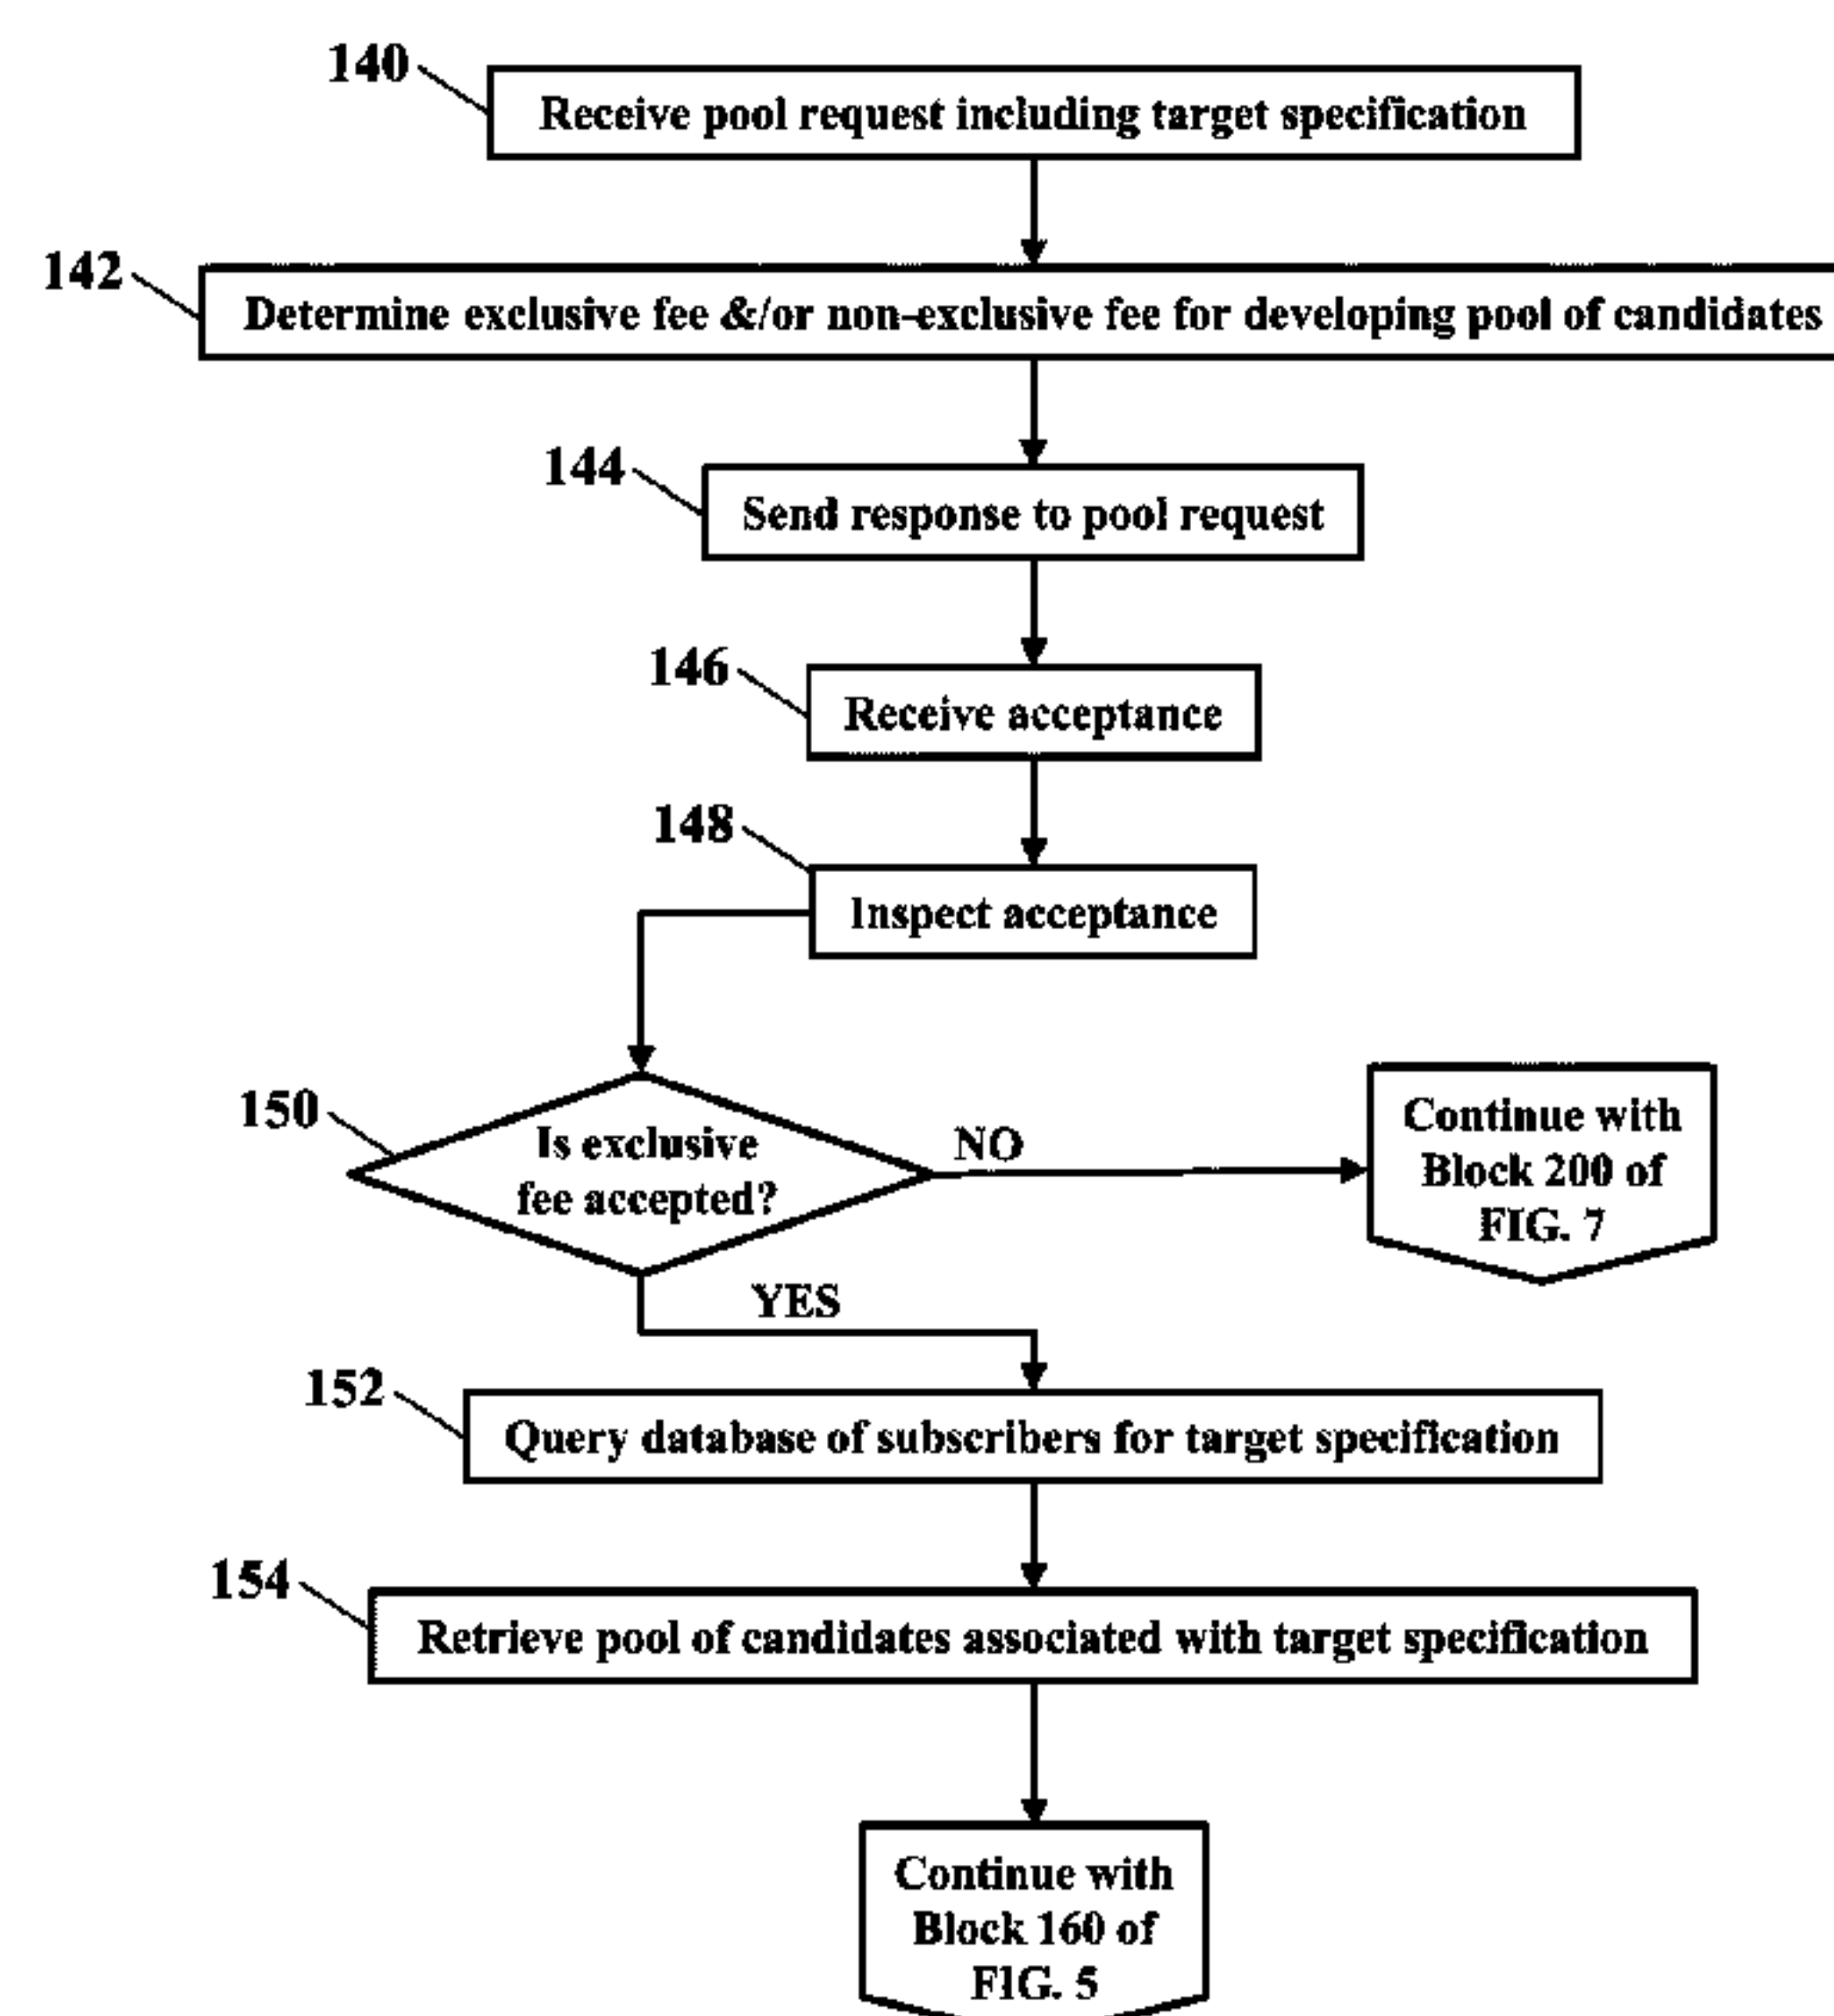 140
Receive pool request including target specification
142
Determine exclusive fee &/or non-exclusive fee for developing pool of candidates
144
Send response to pool request
146
Receive acceptance
148
Inspect acceptance
150
Is exclusive
fee accepted?
NO
Continue with
Block 200 of
FIG. 7
YES
152
Query database of subscribers for target specification
154
Retrieve pool of candidates associated with target specification
Continue with
Block 160 of
FIG. 5